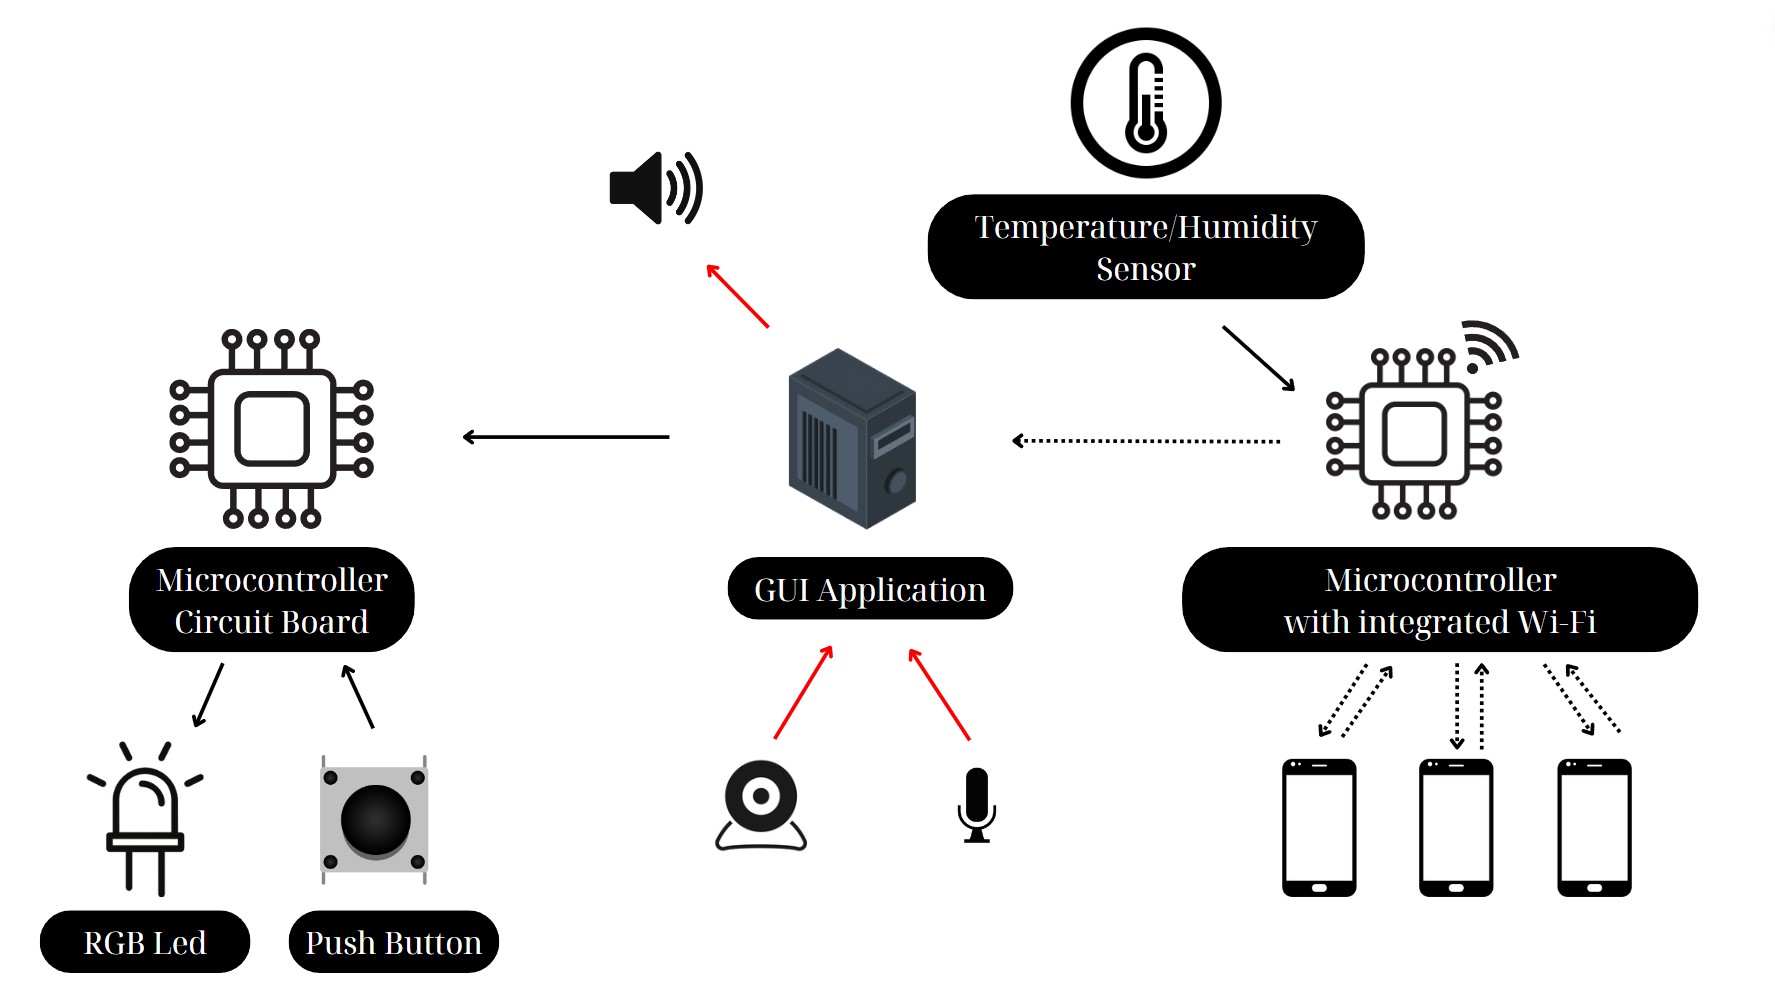 Temperature/Humidity
Sensor
Microcontroller
Circuit Board
GUI Application
Microcontroller
with integrated Wi-Fi
RGB Led
Push Button